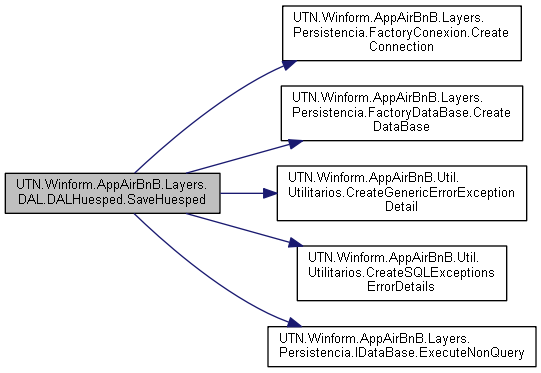 UTN.Winform.AppAirBnB.Layers.
Persistencia.FactoryConexion.Create
Connection
UTN.Winform.AppAirBnB.Layers.
Persistencia.FactoryDataBase.Create
DataBase
UTN.Winform.AppAirBnB.Layers.
DAL.DALHuesped.SaveHuesped
UTN.Winform.AppAirBnB.Util.
Utilitarios.CreateGenericErrorException
Detail
UTN.Winform.AppAirBnB.Util.
Utilitarios.CreateSQLExceptions
ErrorDetails
UTN.Winform.AppAirBnB.Layers.
Persistencia.IDataBase.ExecuteNonQuery